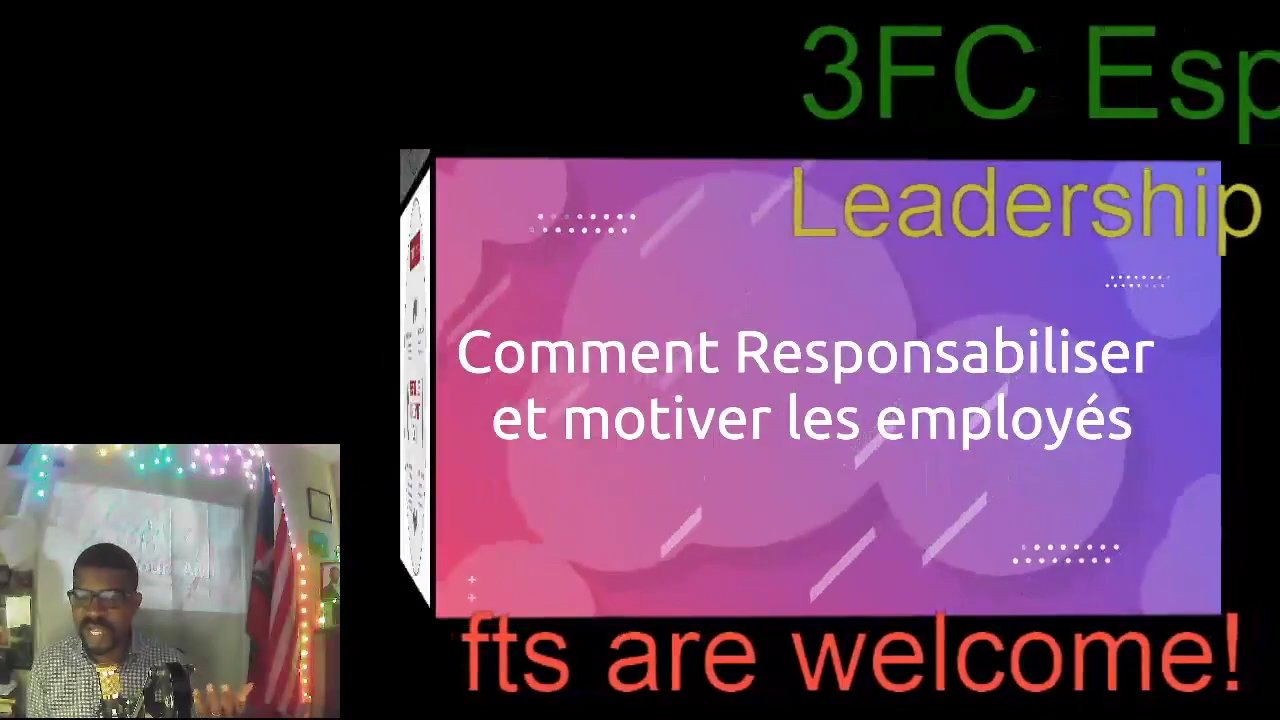 3FC Esp
Leadership
Comment Responsabiliser
et motiver les employés
fts are welcome!